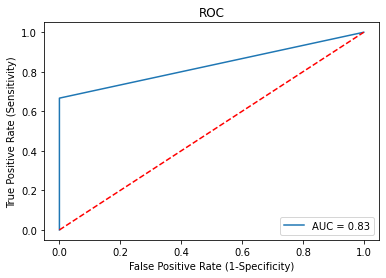 ROC
True Positive Rate (Sensitivity)
1.0
0.8
0.6
0.4
0.2
0.0
0.0 0.2 0.4 0.6 0.8 1.0
False Positive Rate (1-Specificity)
AUC = 0.83